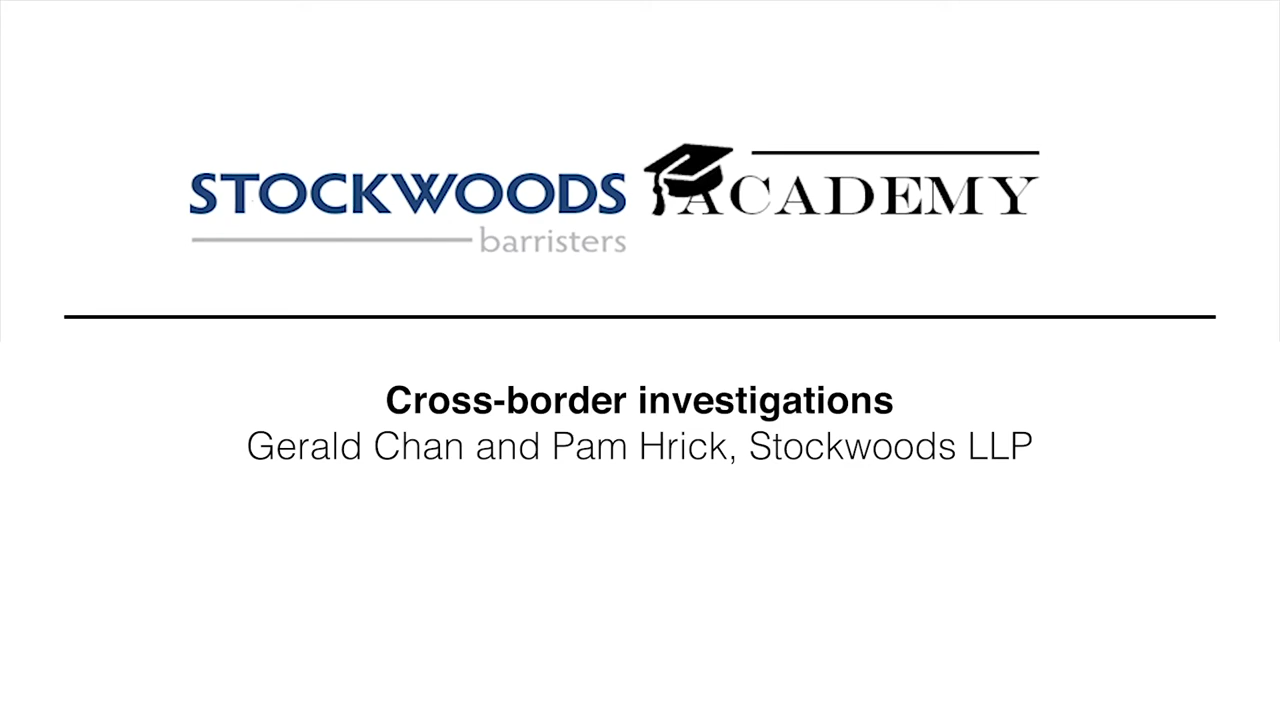 STOCKWOODS ACADEMY
barristers
Cross-border investigations
Gerald Chan and Pam Hrick, Stockwoods LLP